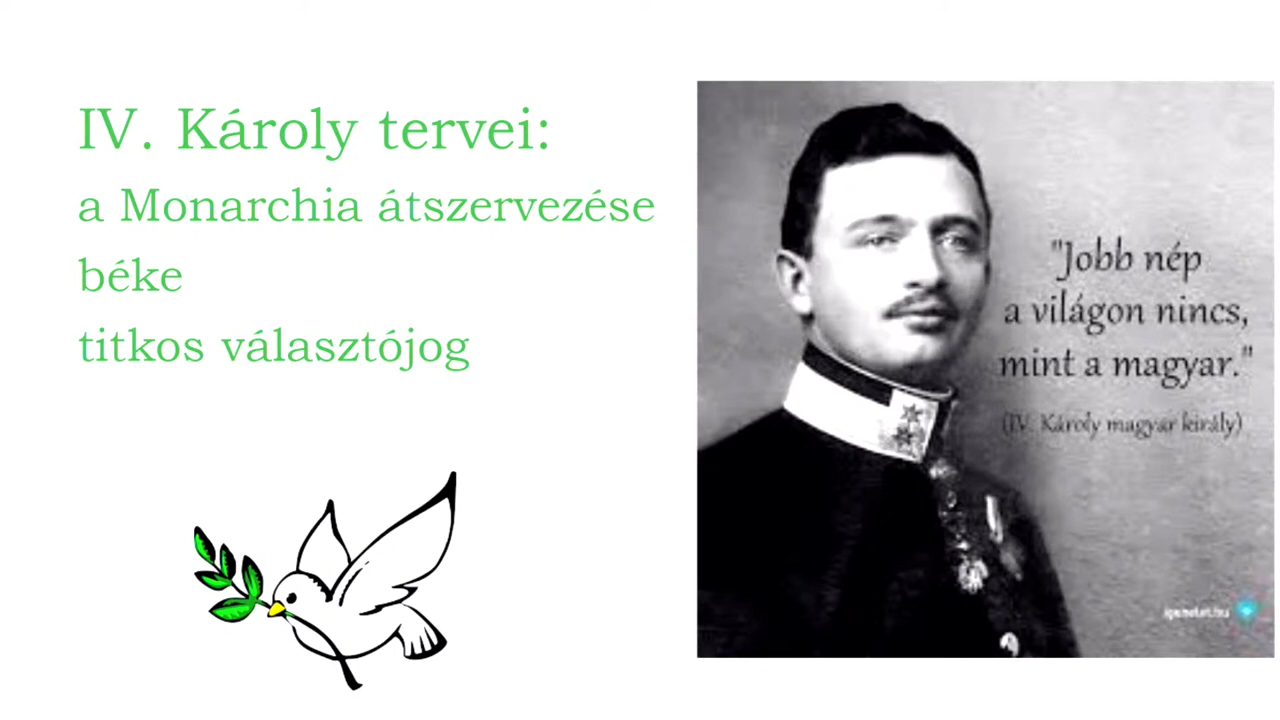 IV. Károly tervei:
a Monarchia átszervezése
béke
titkos választójog
"Jobb nép
a világon nincs,
mint a magyar."
(IV. Károly magyar király)